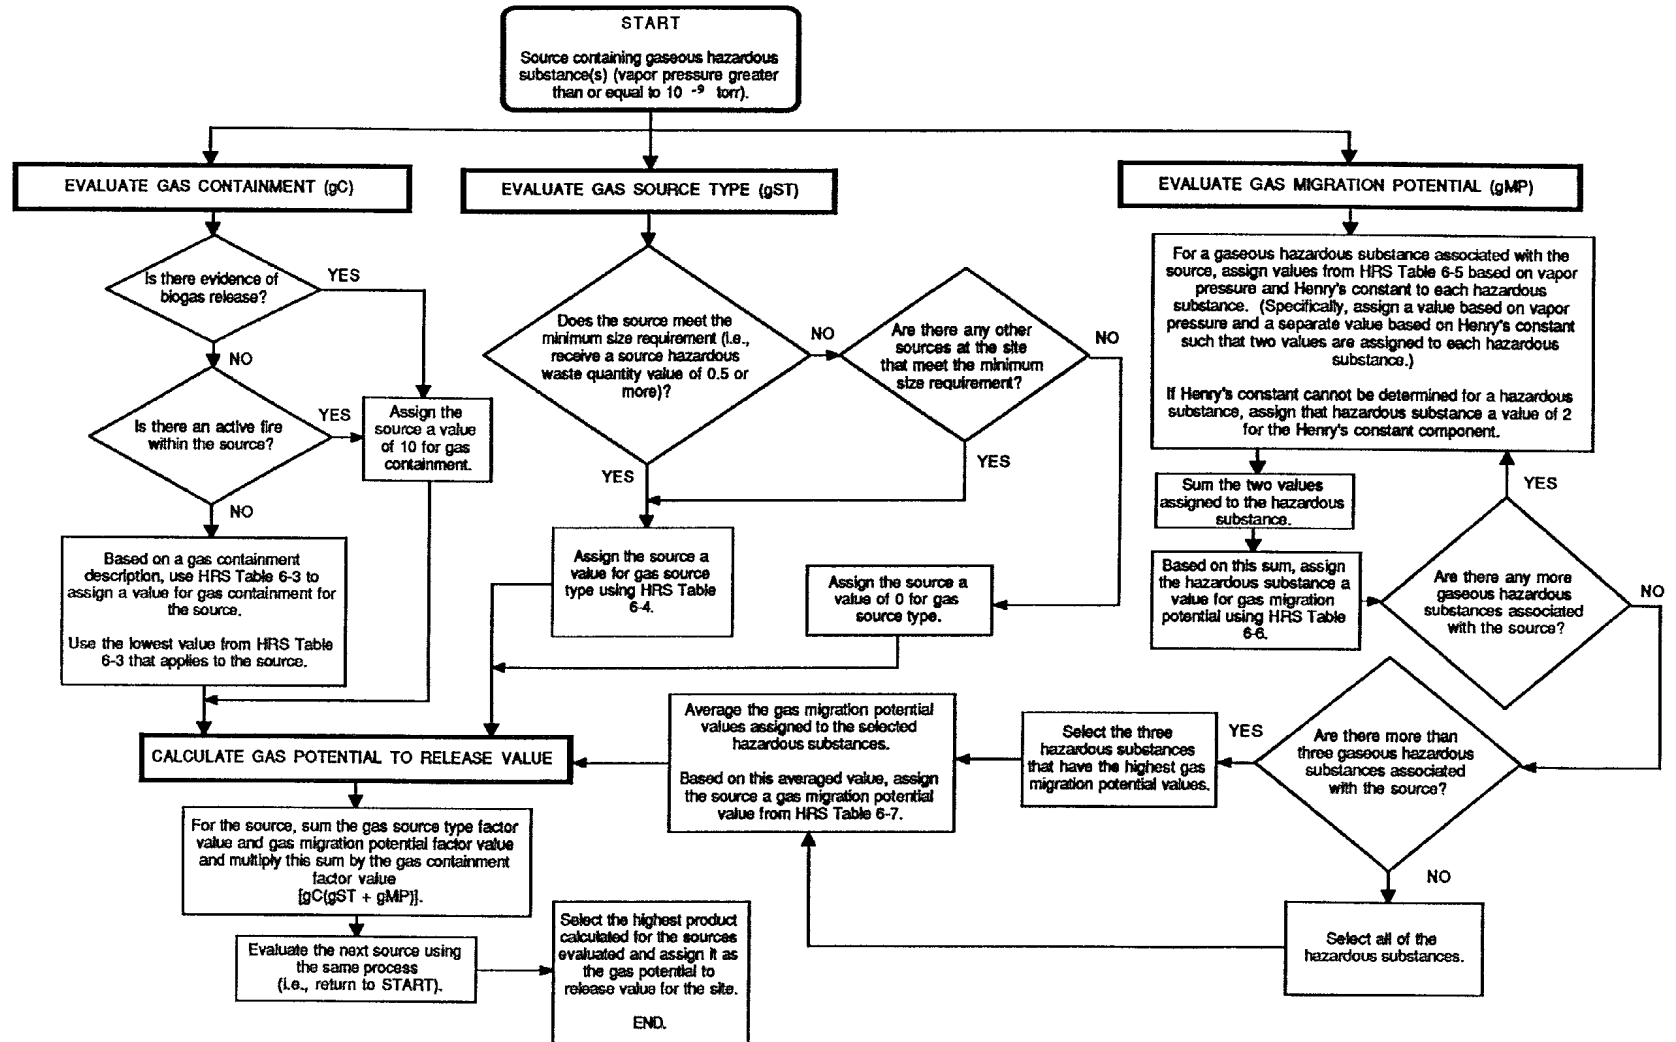 START
Source containing gaseous hazardous
substance(s) (vapor pressure greater
than or equal to 10 -9 torr).
EVALUATE GAS CONTAINMENT (gC)
Is there evidence of
biogas release?
YES
NO
Is there an active fire
within the source?
YES
Assign the
source a value
of 10 for gas
containment.
NO
Based on a gas containment
description, use HRS Table 6-3 to
assign a value for gas containment for
the source.
Use the lowest value from HRS Table
6-3 that applies to the source.
EVALUATE GAS SOURCE TYPE (gST)
Does the source meet the
minimum size requirement (i.e.,
receive a source hazardous
waste quantity value of 0.5 or
more)?
NO
Are there any other
sources at the site
that meet the minimum
size requirement?
NO
YES
YES
Assign the source a
value for gas source
type using HRS Table
6-4.
Assign the source a
value of 0 for gas
source type.
EVALUATE GAS MIGRATION POTENTIAL (gMP)
For a gaseous hazardous substance associated with the
source, assign values from HRS Table 6-5 based on vapor
pressure and Henry's constant to each hazardous
substance. (Specifically, assign a value based on vapor
pressure and a separate value based on Henry's constant
such that two values are assigned to each hazardous
substance.)
If Henry's constant cannot be determined for a hazardous
substance, assign that hazardous substance a value of 2
for the Henry's constant component.
Sum the two values
assigned to the hazardous
substance.
Based on this sum, assign
the hazardous substance a
value for gas migration
potential using HRS Table
6-6.
YES
Are there any more
gaseous hazardous
substances associated
with the source?
NO
Are there more than
three gaseous hazardous
substances associated
with the source?
YES
Select the three
hazardous substances
that have the highest gas
migration potential values.
NO
Select all of the
hazardous substances.
Average the gas migration potential
values assigned to the selected
hazardous substances.
Based on this averaged value, assign
the source a gas migration potential
value from HRS Table 6-7.
CALCULATE GAS POTENTIAL TO RELEASE VALUE
For the source, sum the gas source type factor
value and gas migration potential factor value
and multiply this sum by the gas containment
factor value
[gC(gST + gMP)].
Evaluate the next source using
the same process
(i.e., return to START).
Select the highest product
calculated for the sources
evaluated and assign it as
the gas potential to
release value for the site.
END.